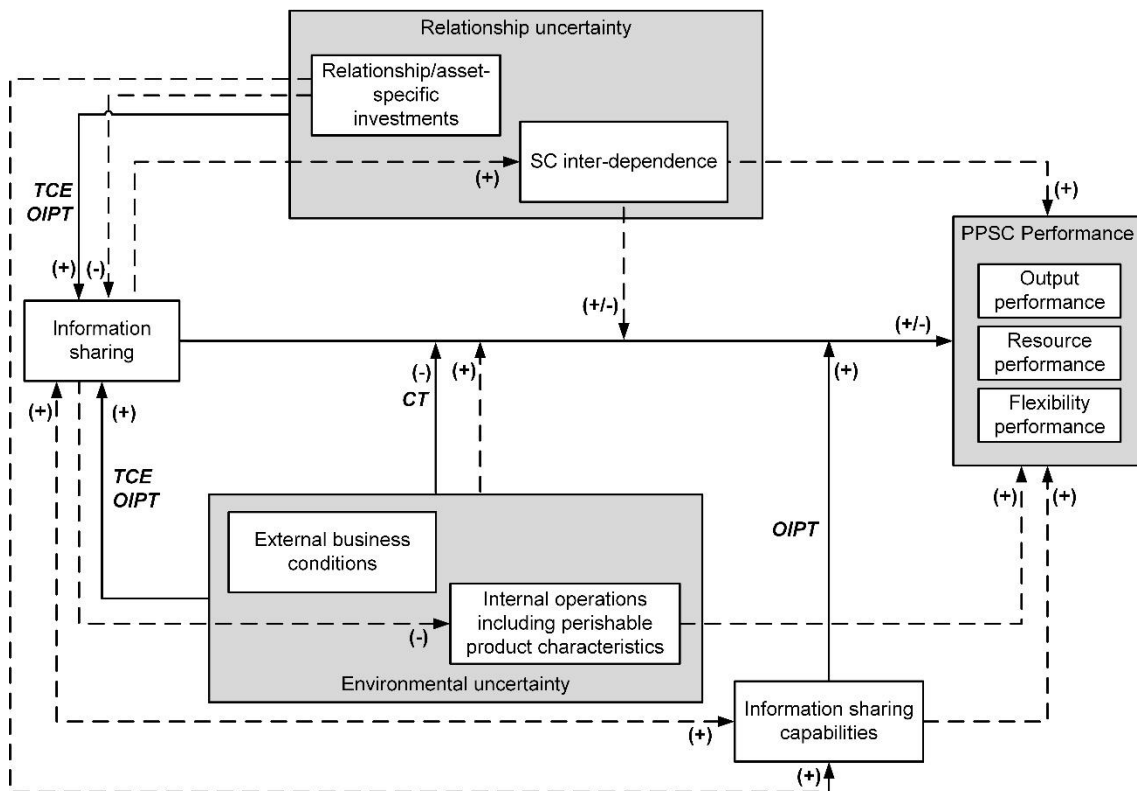 Relationship uncertainty
Relationship/asset-
specific
investments
SC inter-dependence
(+)
(+)
TCE
OIPT
PPSC Performance
Output
performance
Resource
performance
Flexibility
performance
(+)
(-)
(+/-)
(+/-)
Information
sharing
(-)
CT
(+)
(+)
(+)
(+)
TCE
OIPT
OIPT
(+)
(+)
External business
conditions
Internal operations
including perishable
product characteristics
(-)
Environmental uncertainty
Information sharing
capabilities
(+)
(+)